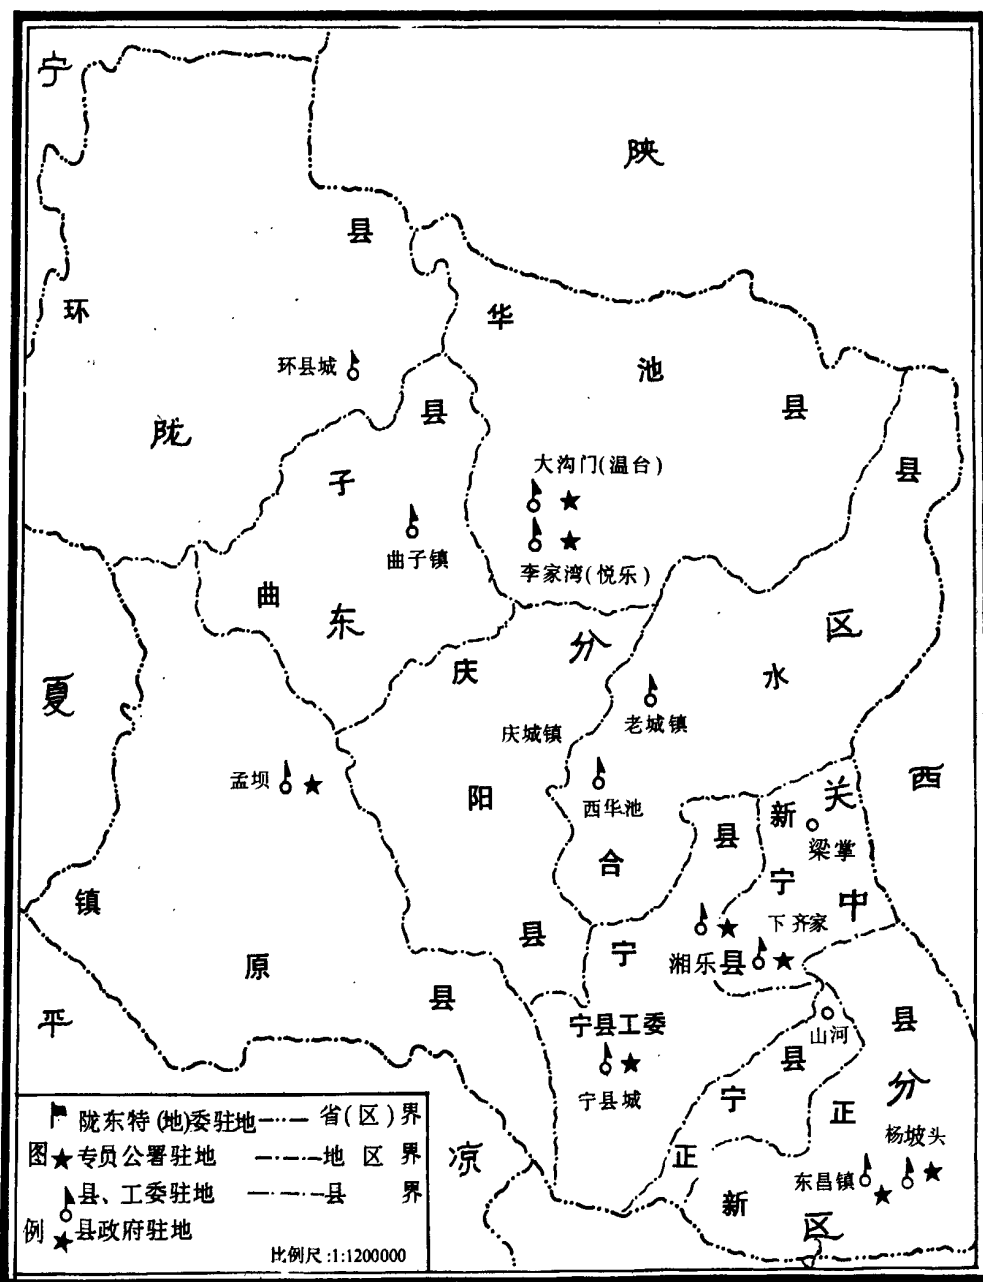 宁
陕
县
环
华
环县城
池
县
县
陇
大沟门(温台)
县
子
曲子镇
李家湾(悦乐)
曲
东
分
区
庆
水
夏
老城镇
庆城镇
孟坝
西
阳
西华池
关
新
县
梁掌
合
宁
镇
中
下齐家
县
宁
原
湘乐县
县
平
宁县工委
县
山河
县
宁县城
分
宁
正
杨坡头
凉
正
东昌镇
新
区
图例
陇东特(地)委驻地
省(区)界
专员公署驻地
地区界
县、工委驻地
县界
县政府驻地
比例尺:1:1200000